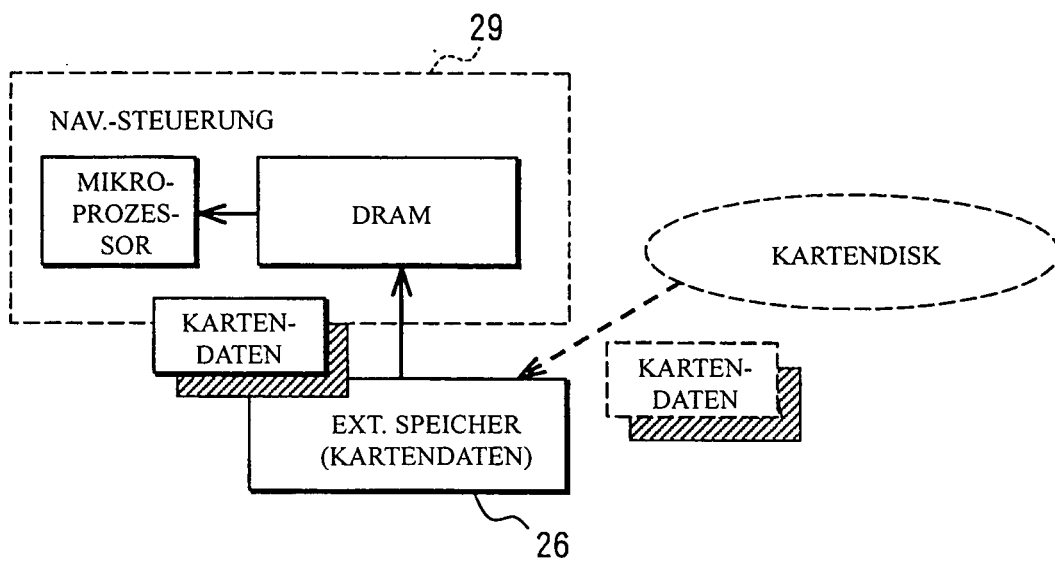 29
NAV.-STEUERUNG
MIKRO-
PROZES-
SOR
DRAM
KARTENDISK
KARTEN-
DATEN
KARTEN-
DATEN
EXT. SPEICHER
(KARTENDATEN)
26